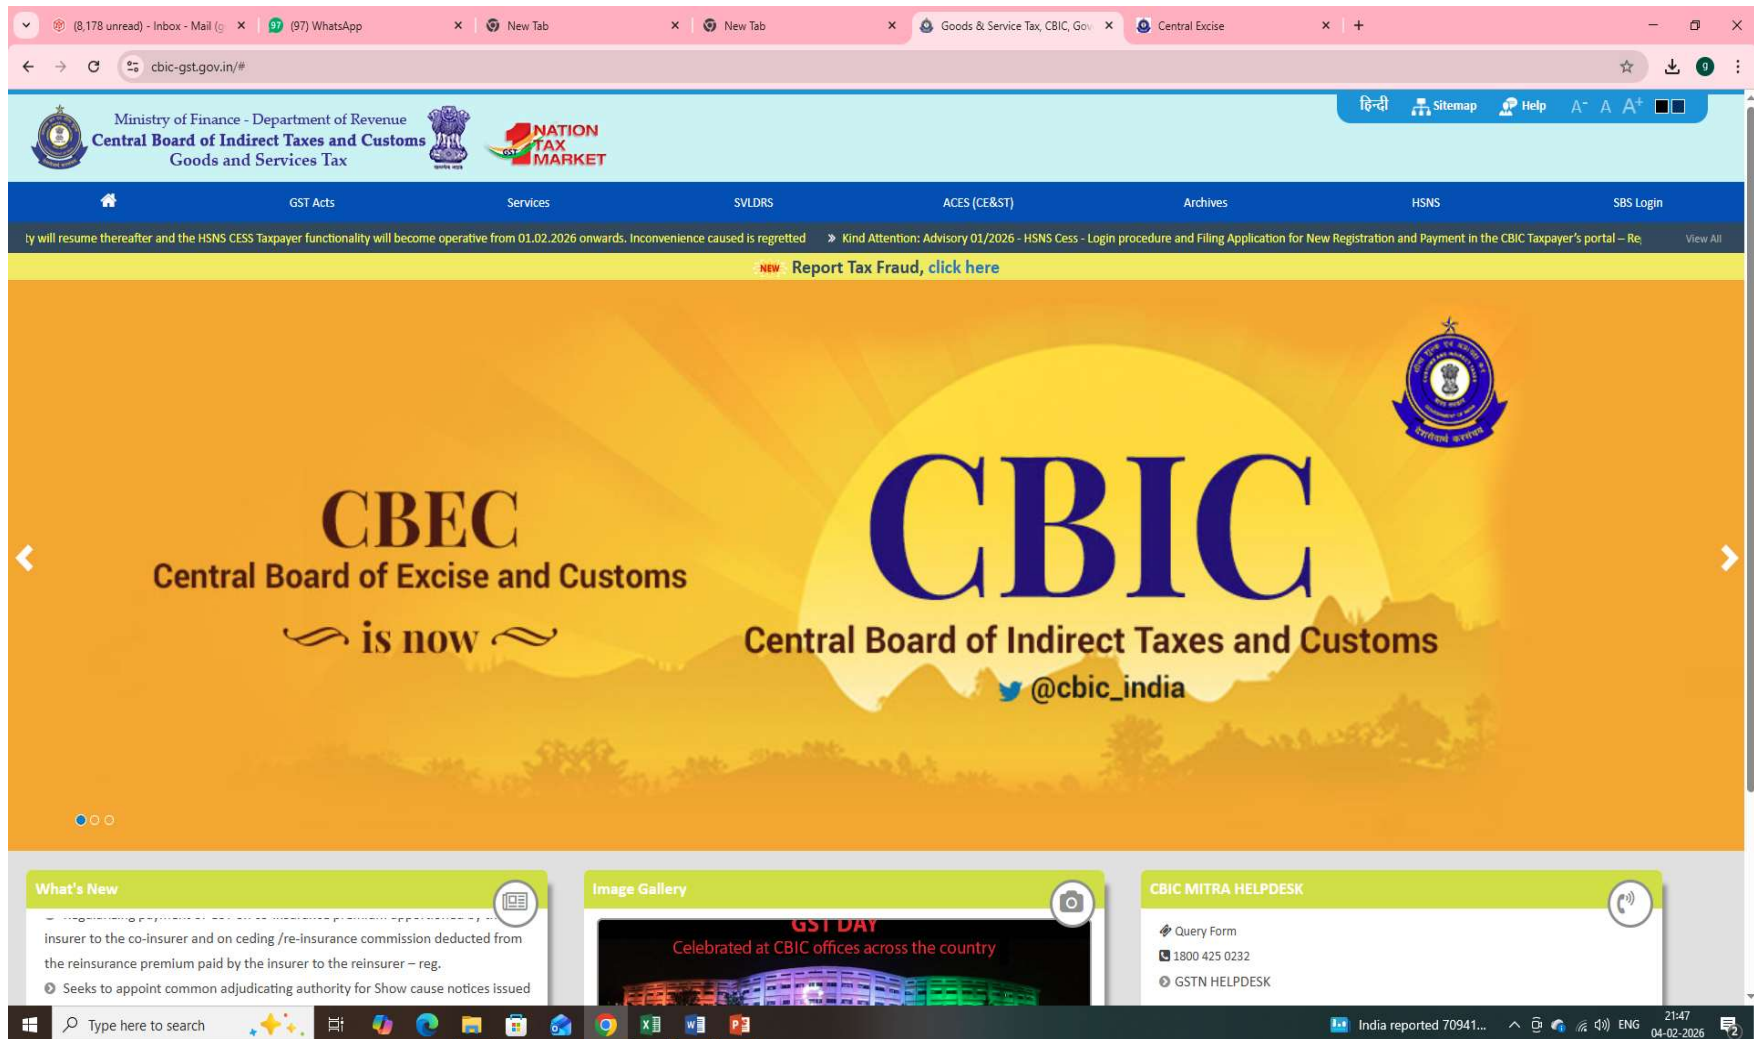 (8,178 unread) - Inbox - Mail (g
(97) WhatsApp
New Tab
New Tab
Goods & Service Tax, CBIC, Gov
Central Excise
cbic-gst.gov.in/#
Ministry of Finance - Department of Revenue
Central Board of Indirect Taxes and Customs
Goods and Services Tax
GST
NATION
TAX
MARKET
हिन्दी Sitemap Help A- A A+
GST Acts Services SVLDRS ACES (CE&ST) Archives HSNS SBS Login
ty will resume thereafter and the HSNS CESS Taxpayer functionality will become operative from 01.02.2026 onwards. Inconvenience caused is regretted » Kind Attention: Advisory 01/2026 - HSNS Cess - Login procedure and Filing Application for New Registration and Payment in the CBIC Taxpayer's portal – Re View All
NEW Report Tax Fraud, click here
CBEC
Central Board of Excise and Customs
is now
CBIC
Central Board of Indirect Taxes and Customs
@cbic_india
What's New
insurer to the co-insurer and on ceding /re-insurance commission deducted from
the reinsurance premium paid by the insurer to the reinsurer – reg.
Seeks to appoint common adjudicating authority for Show cause notices issued
Image Gallery
GST DAY
Celebrated at CBIC offices across the country
CBIC MITRA HELPDESK
Query Form
1800 425 0232
GSTN HELPDESK
Type here to search
India reported 70941...
ENG
21:47
04-02-2026
2